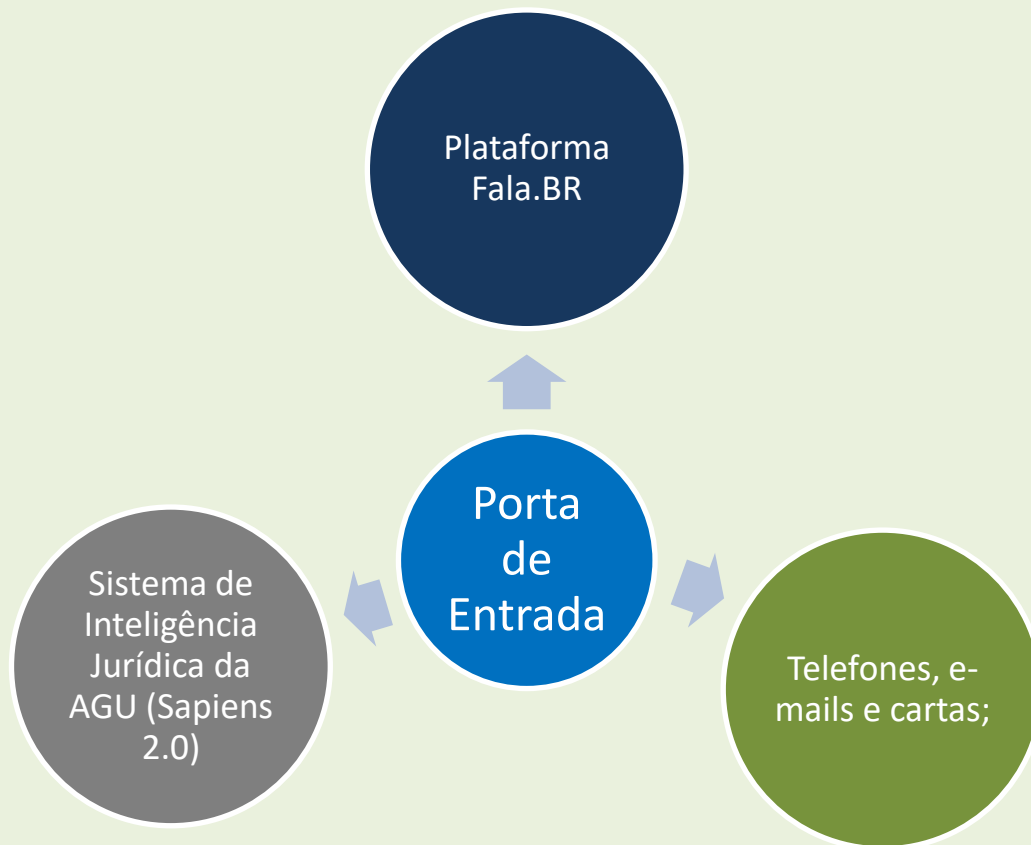 Plataforma
Fala.BR
Porta
de
Entrada
Sistema de
Inteligência
Jurídica da
AGU (Sapiens
2.0)
Telefones, e-
mails e cartas;